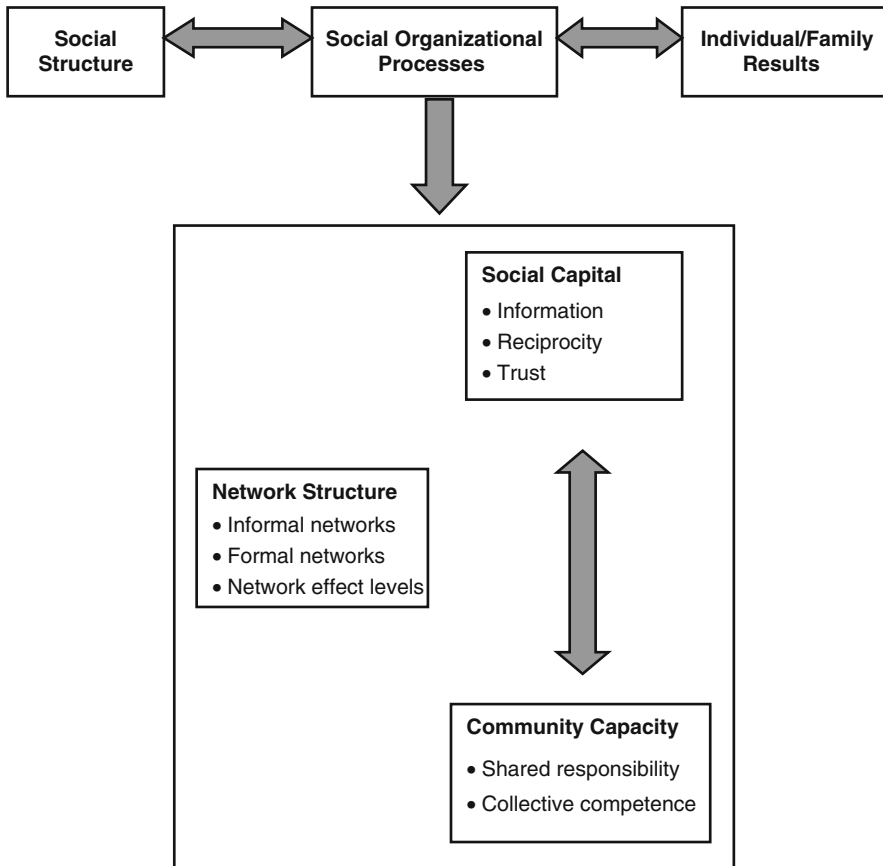 Social
Structure
Social Organizational
Processes
Individual/Family
Results
Social Capital
• Information
• Reciprocity
• Trust
Network Structure
• Informal networks
• Formal networks
• Network effect levels
Community Capacity
• Shared responsibility
• Collective competence